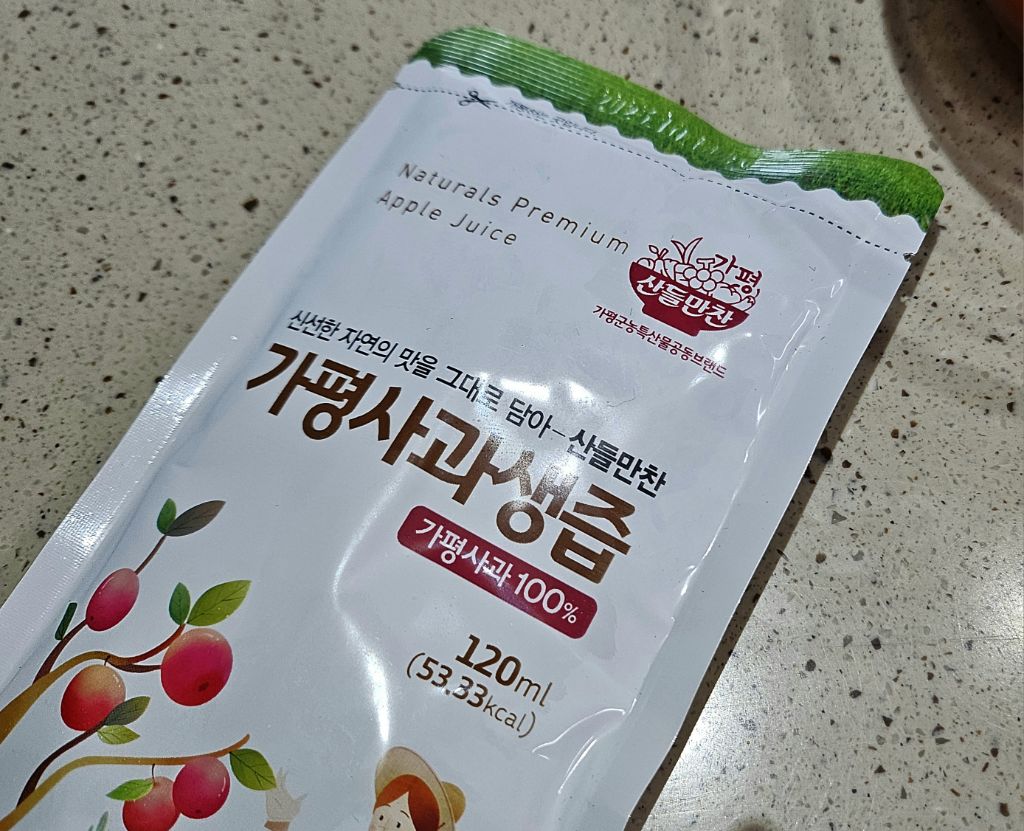 Naturals Premium
Apple Juice
가평
산들만찬
가평군농특산물공동브랜드
신선한 자연의 맛을 그대로 담아– 산들만찬
가평사과생즙
가평사과 100%
120ml
(53.33kcal)